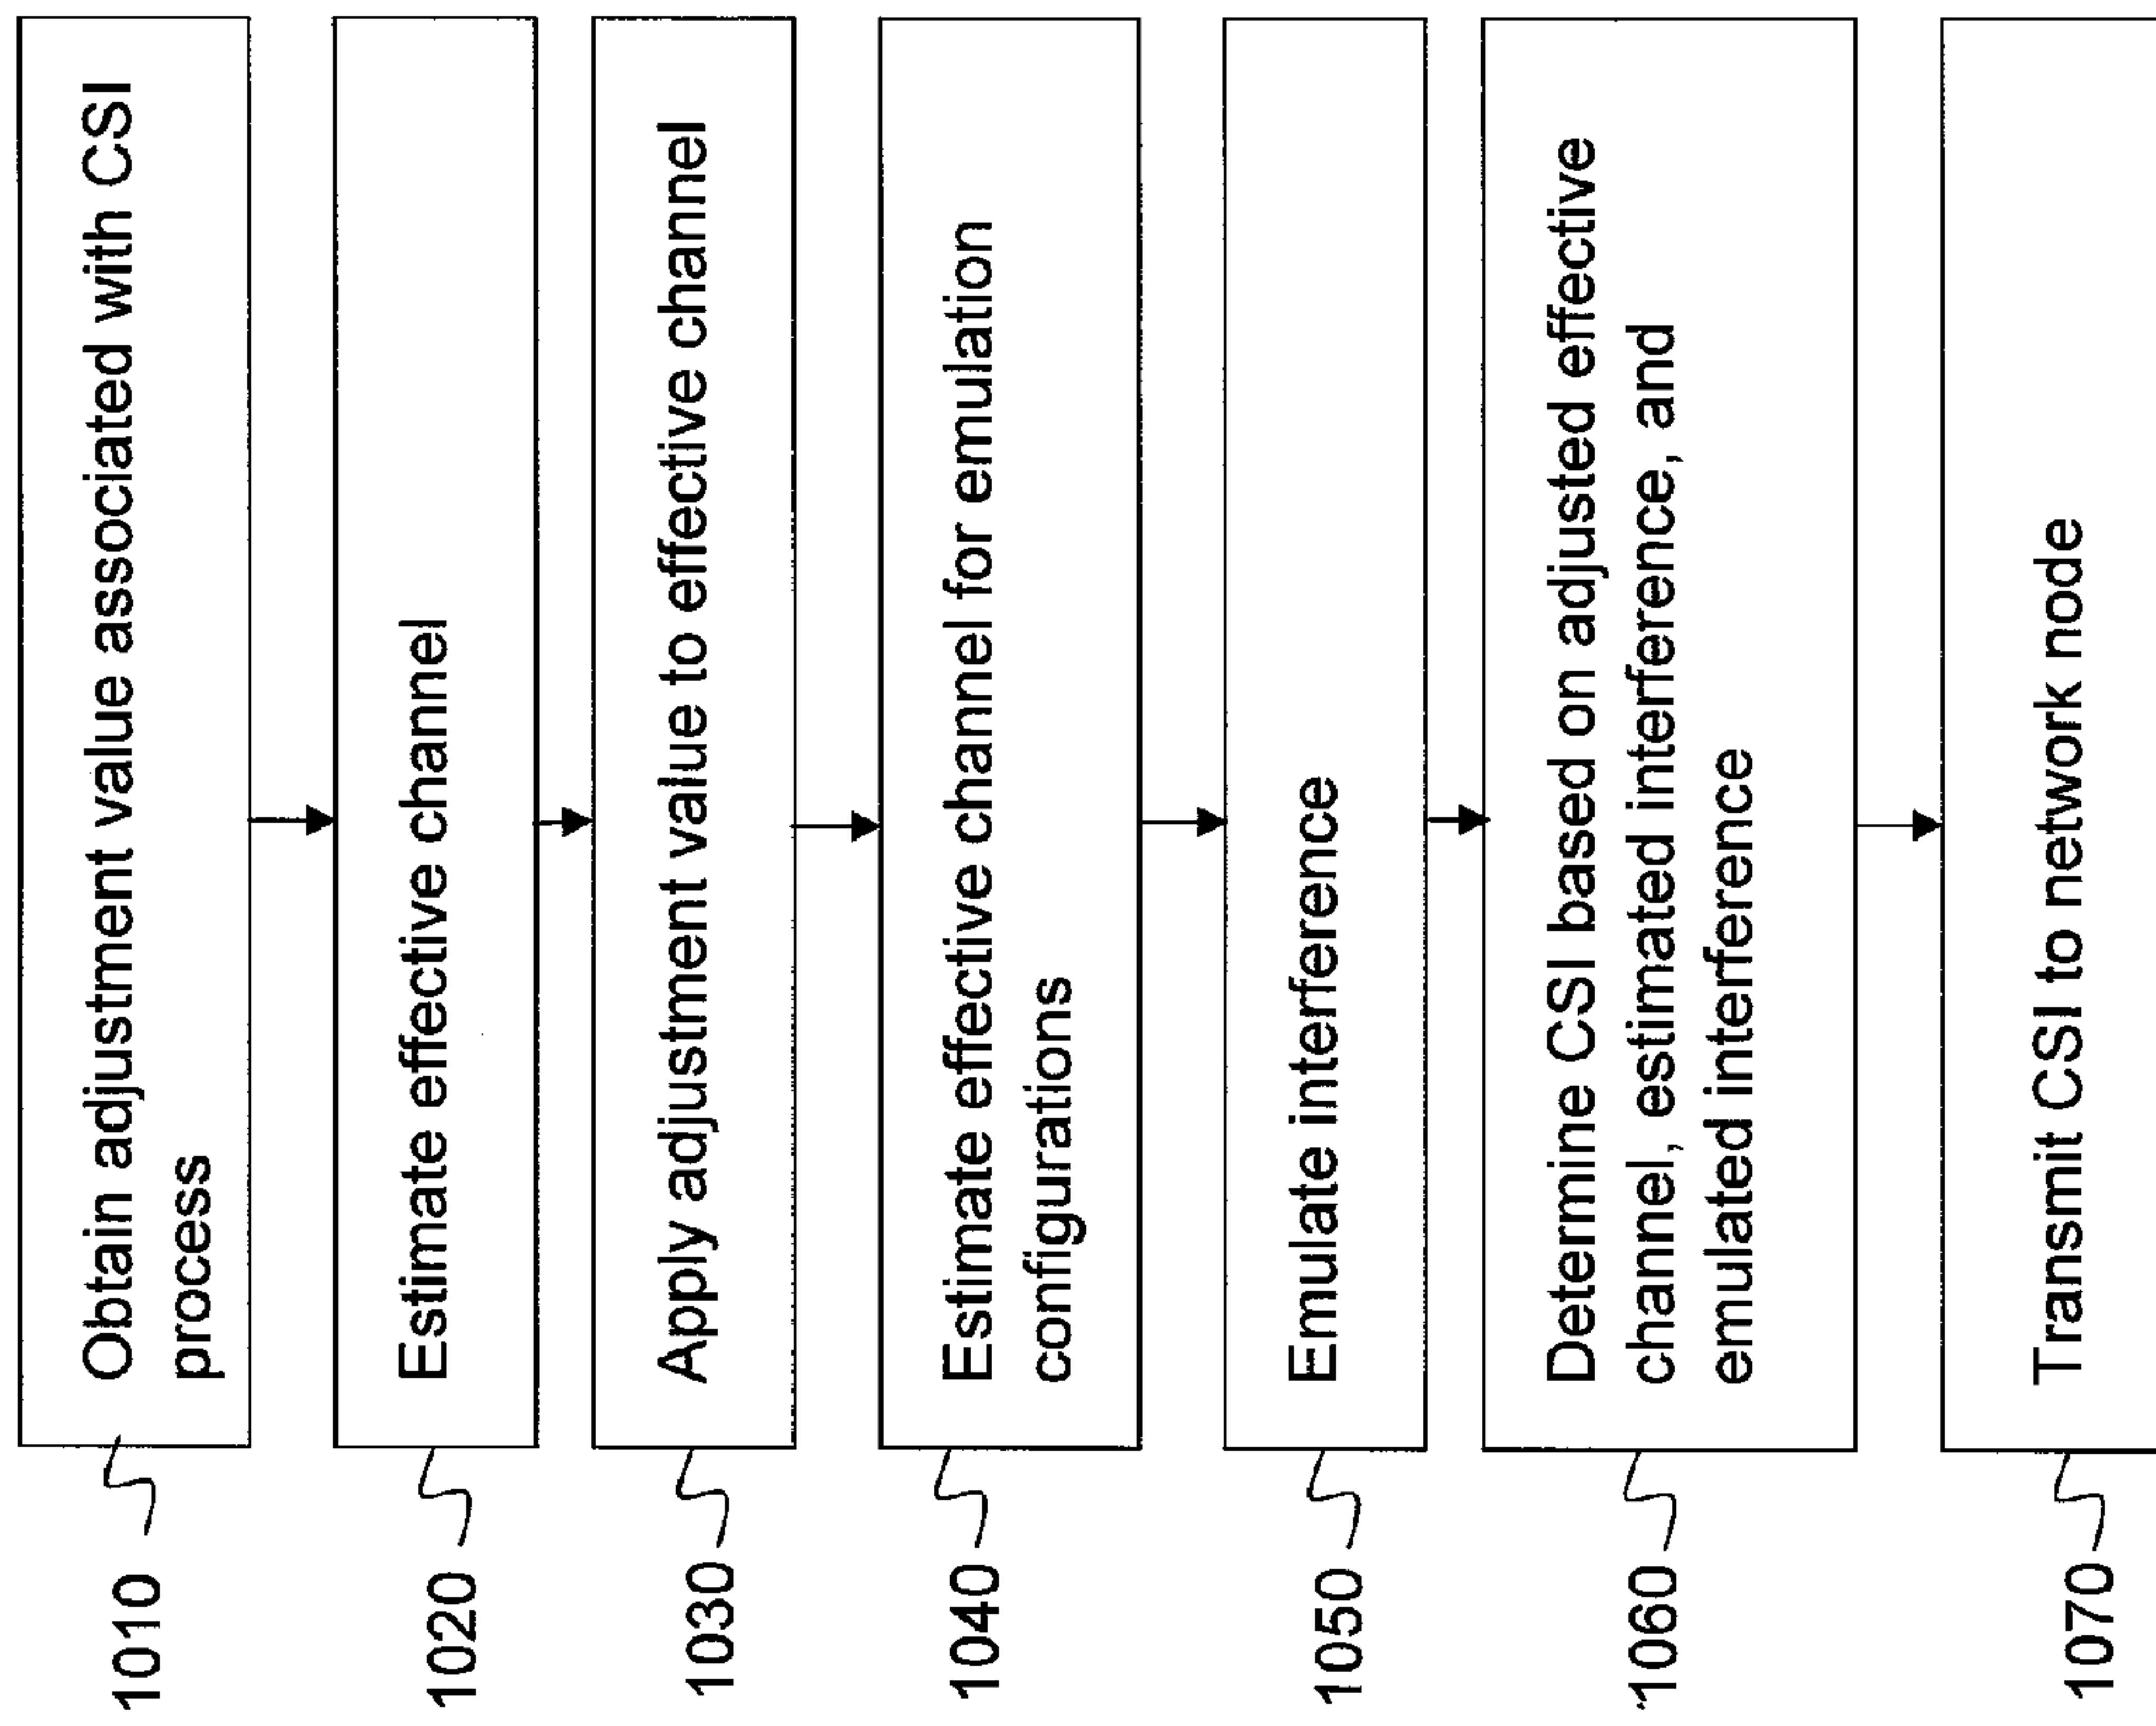 1010
Obtain adjustment value associated with CSI
process
1020
Estimate effective channel
1030
Apply adjustment value to effective channel
1040
Estimate effective channel for emulation
configurations
1050
Emulate interference
1060
Determine CSI based on adjusted effective
channel, estimated interference, and
emulated interference
1070
Transmit CSI to network node